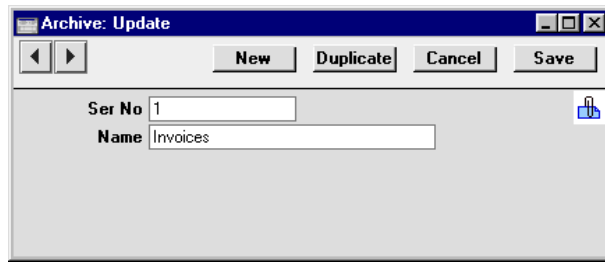 Archive: Update
New Duplicate Cancel Save
Ser No 1
Name Invoices